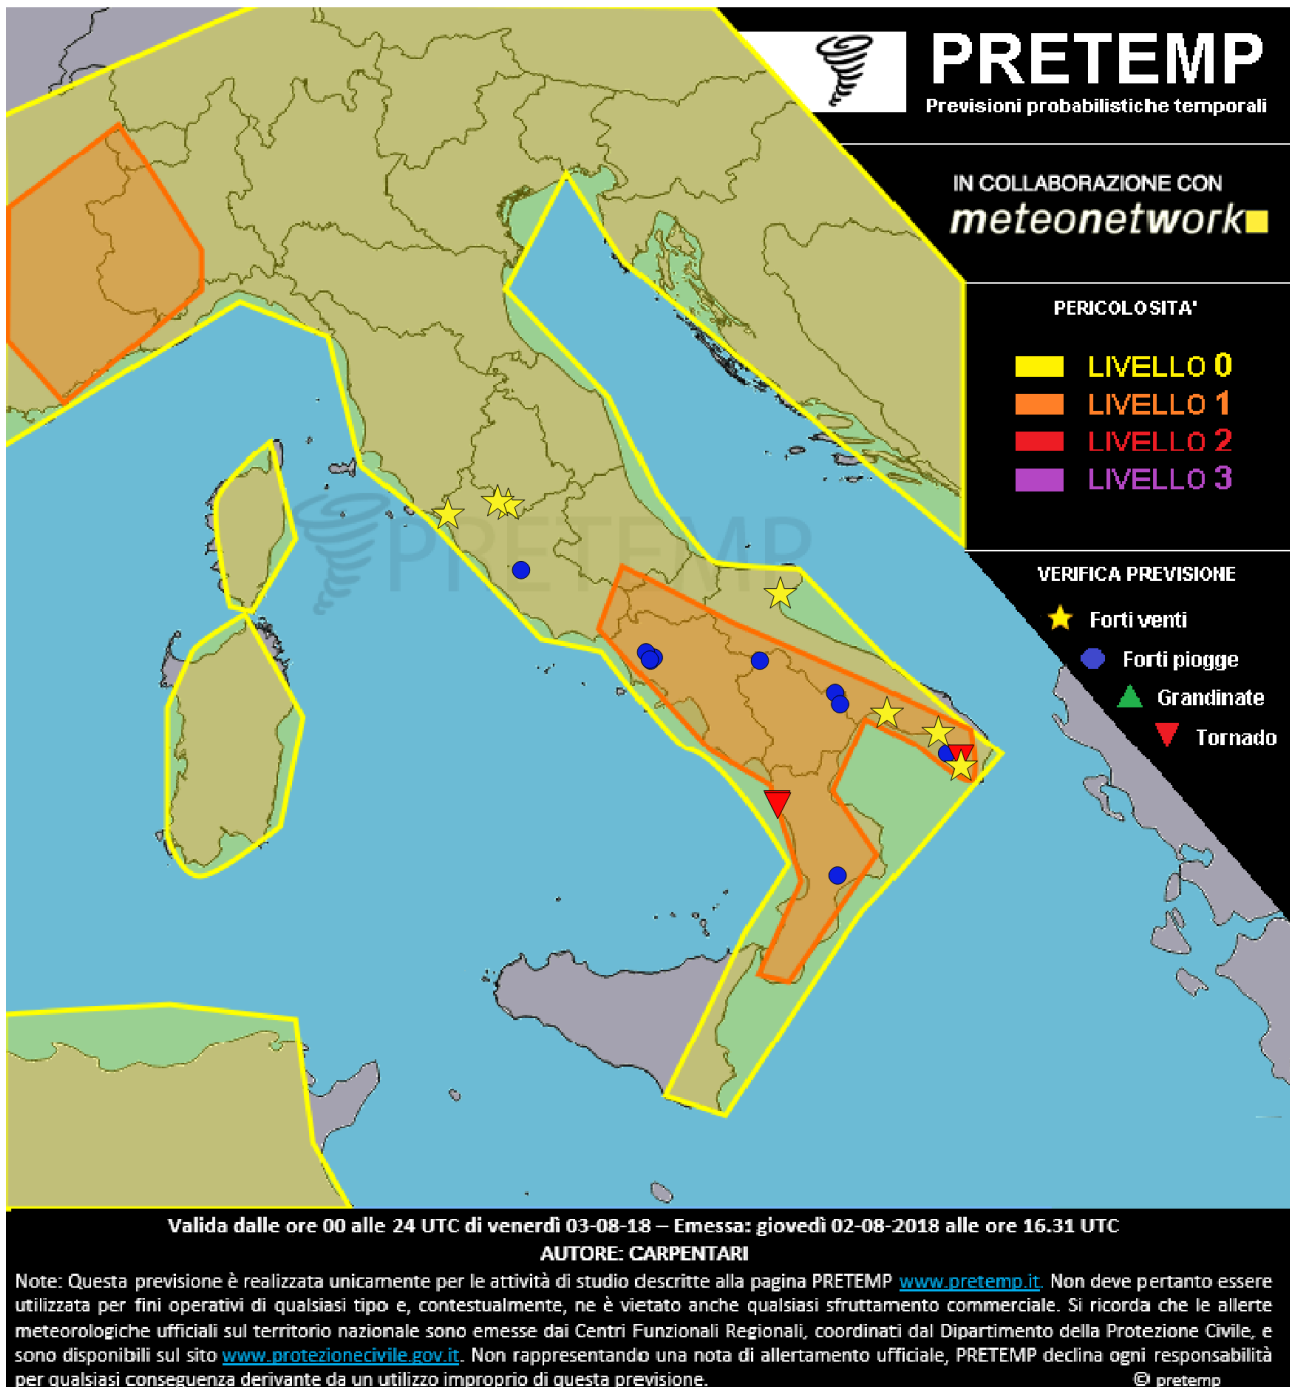 PRETEMP
Previsioni probabilistiche temporali
IN COLLABORAZIONE CON
meteonetwork
PERICOLOSITA'
LIVELLO 0
LIVELLO 1
LIVELLO 2
LIVELLO 3
PRETEMP
VERIFICA PREVISIONE
Forti venti
Forti piogge
Grandinate
Tornado
Valida dalle ore 00 alle 24 UTC di venerdì 03-08-18 – Emessa: giovedì 02-08-2018 alle ore 16.31 UTC
AUTORE: CARPENTARI
Note: Questa previsione è realizzata unicamente per le attività di studio descritte alla pagina PRETEMP www.pretemp.it. Non deve pertanto essere
utilizzata per fini operativi di qualsiasi tipo e, contestualmente, ne è vietato anche qualsiasi sfruttamento commerciale. Si ricorda che le allerte
meteorologiche ufficiali sul territorio nazionale sono emesse dai Centri Funzionali Regionali, coordinati dal Dipartimento della Protezione Civile, e
sono disponibili sul sito www.protezionecivile.gov.it. Non rappresentando una nota di allertamento ufficiale, PRETEMP declina ogni responsabilità
per qualsiasi conseguenza derivante da un utilizzo improprio di questa previsione.
© pretemp